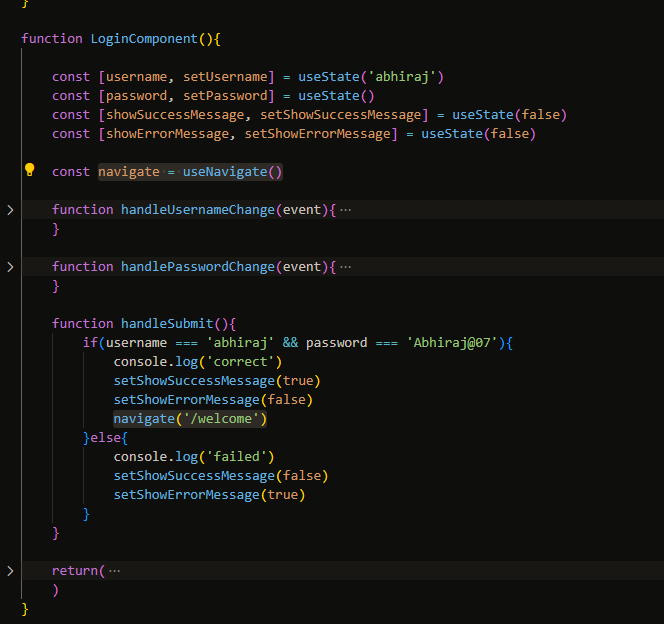 }
function LoginComponent(){
const [username, setUsername] = useState('abhiraj')
const [password, setPassword] = useState()
const [showSuccessMessage, setShowSuccessMessage] = useState(false)
const [showErrorMessage, setShowErrorMessage] = useState(false)
const navigate = useNavigate()
function handleUsernameChange(event){ ···
}
function handlePasswordChange(event){ ···
}
function handleSubmit(){
if(username === 'abhiraj' && password === 'Abhiraj@07'){
console.log('correct')
setShowSuccessMessage(true)
setShowErrorMessage(false)
navigate('/welcome')
}else{
console.log('failed')
setShowSuccessMessage(false)
setShowErrorMessage(true)
}
}
return( ···
)
}